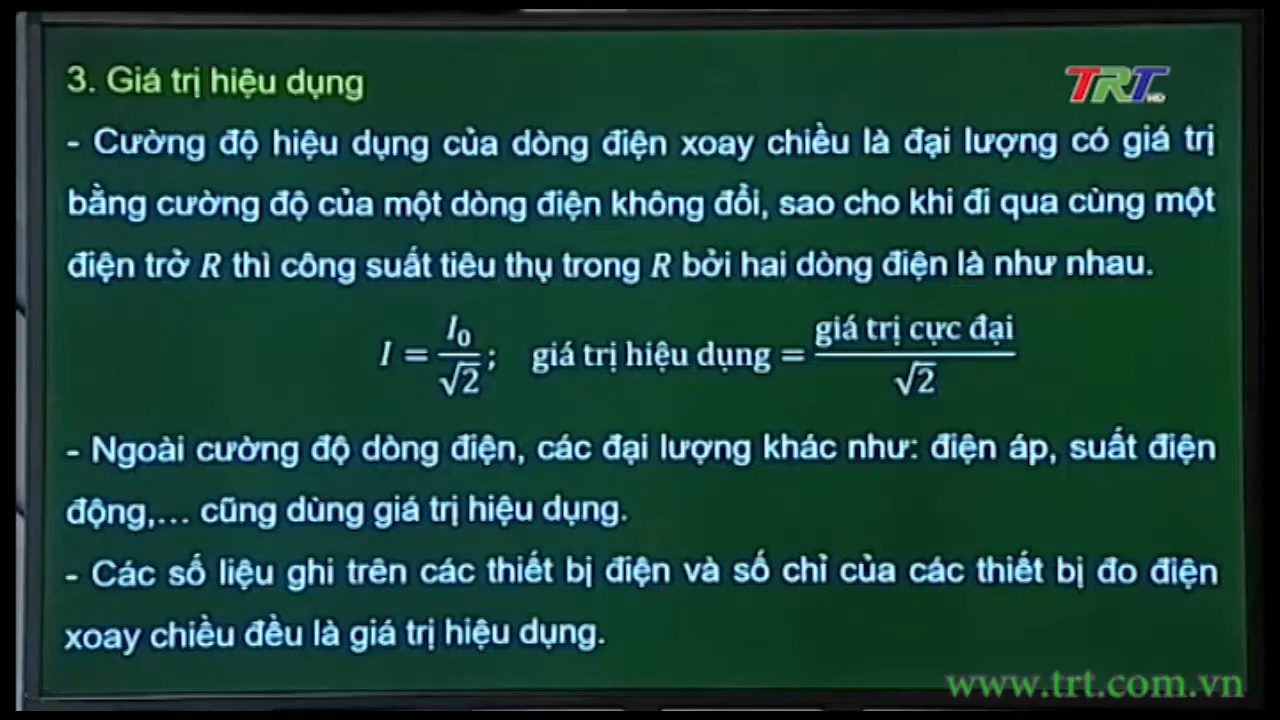 3. Giá trị hiệu dụng
TRT HD
- Cường độ hiệu dụng của dòng điện xoay chiều là đại lượng có giá trị
bằng cường độ của một dòng điện không đổi, sao cho khi đi qua cùng một
điện trở R thì công suất tiêu thụ trong R bởi hai dòng điện là như nhau.
I = I₀/√2; giá trị hiệu dụng = giá trị cực đại/√2
- Ngoài cường độ dòng điện, các đại lượng khác như: điện áp, suất điện
động,... cũng dùng giá trị hiệu dụng.
- Các số liệu ghi trên các thiết bị điện và số chỉ của các thiết bị đo điện
xoay chiều đều là giá trị hiệu dụng.
www.trt.com.vn